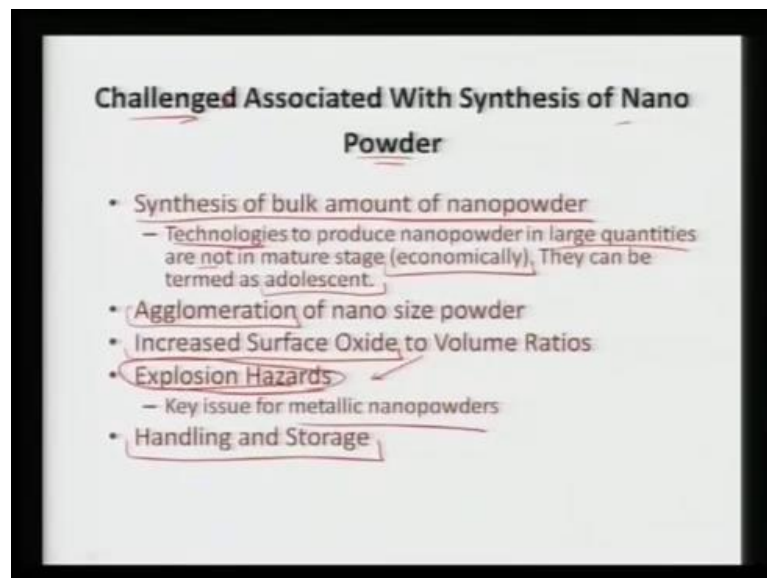 Challenged Associated With Synthesis of Nano
Powder
• Synthesis of bulk amount of nanopowder
– Technologies to produce nanopowder in large quantities
are not in mature stage (economically). They can be
termed as adolescent.
• Agglomeration of nano size powder
• Increased Surface Oxide to Volume Ratios
• Explosion Hazards
– Key issue for metallic nanopowders
• Handling and Storage